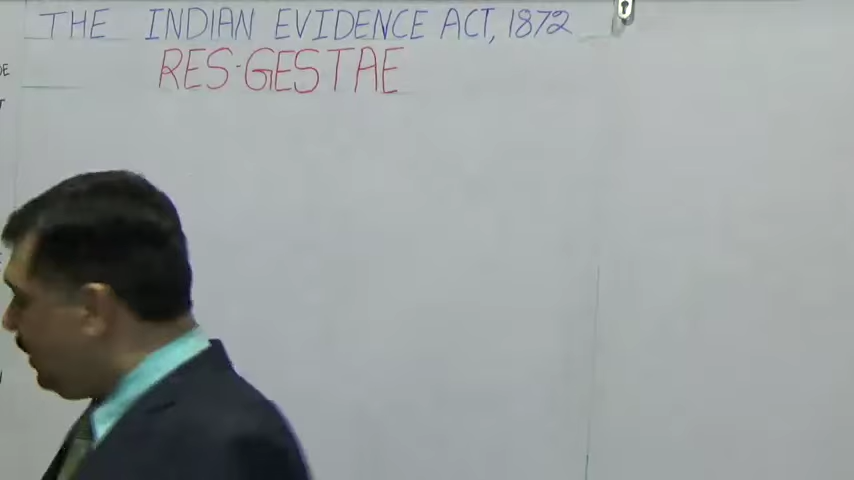 THE INDIAN EVIDENCE ACT, 1872
RES-GESTAE